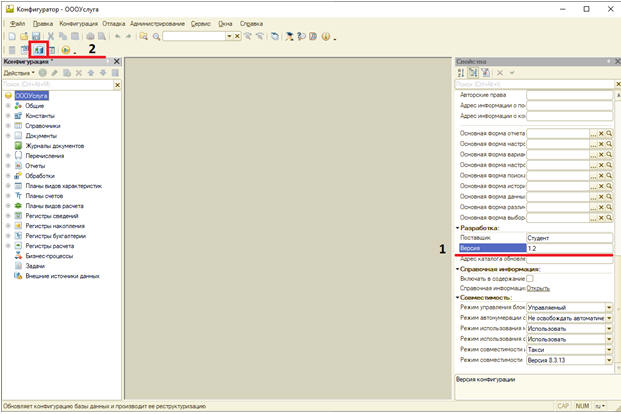 Конфигуратор - ОООУслуга
Файл Правка Конфигурация Отладка Администрирование Сервис Окна Справка
2
Конфигурация *
Действия
Поиск (Ctrl+Alt+M)
ОООУслуга
Общие
Константы
Справочники
Документы
Журналы документов
Перечисления
Отчеты
Обработки
Планы видов характеристик
Планы счетов
Планы видов расчета
Регистры сведений
Регистры накопления
Регистры бухгалтерии
Регистры расчета
Бизнес-процессы
Задачи
Внешние источники данных
1
Свойства
Поиск (Ctrl+Alt+I)
Авторские права
Адрес информации о по
Адрес информации о ко
Основная форма отчета
Основная форма настро
Основная форма вариан
Основная форма настро
Основная форма поиска
Основная форма истори
Основная форма данны
Основная форма различ
Основная форма выбор
Разработка:
Поставщик Студент
Версия 1.2
Адрес каталога обновле
Справочная информация:
Включать в содержание
Справочная информаци Открыть
Совместимость:
Режим управления блок Управляемый
Режим автонумерации о Не освобождать автоматиче
Режим использования м Использовать
Режим использования с Использовать
Режим совместимости и Такси
Режим совместимости Версия 8.3.13
Версия конфигурации
Обновляет конфигурацию базы данных и производит ее реструктуризацию CAP NUM ru